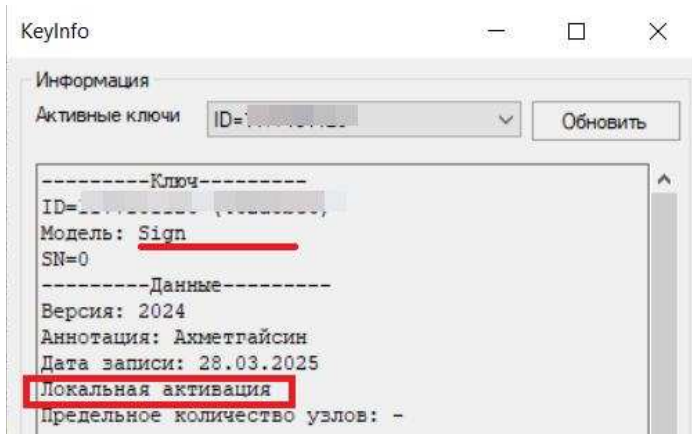 KeyInfo
Информация
Активные ключи ID= Обновить
---------Ключ---------
ID=
Модель: Sign
SN=0
---------Данные---------
Версия: 2024
Аннотация: Ахметгайсин
Дата записи: 28.03.2025
Локальная активация
Предельное количество узлов: -